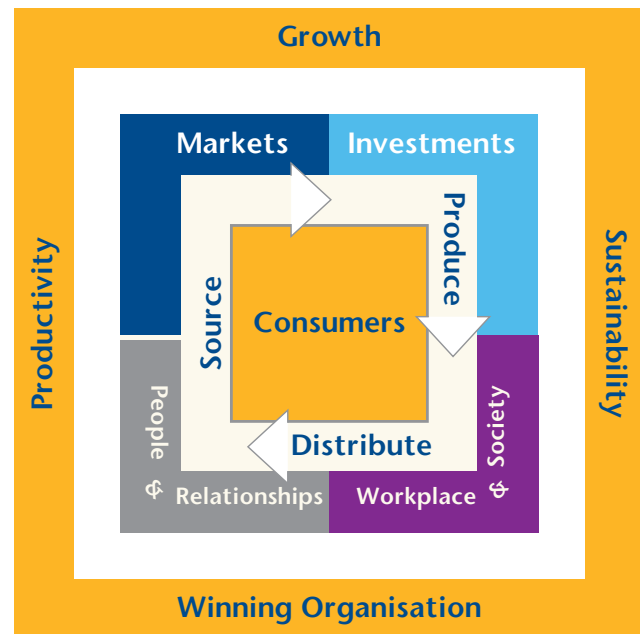 Growth
Productivity
Sustainability
Winning Organisation
Markets
Investments
People & Relationships
Workplace & Society
Source
Produce
Distribute
Consumers